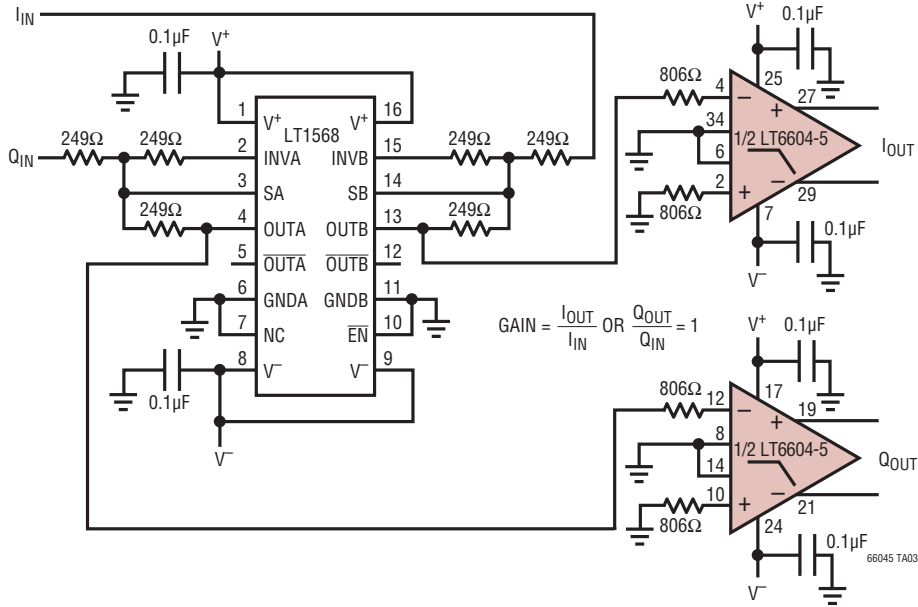 I_IN
0.1µF
V⁺
1
V⁺
V⁺
16
LT1568
249Ω
Q_IN
249Ω
2
INVA
INVB
15
249Ω
249Ω
3
SA
SB
14
249Ω
4
OUTA
OUTB
13
249Ω
5
O̅U̅T̅A̅
O̅U̅T̅B̅
12
6
GNDA
GNDB
11
7
NC
E̅N̅
10
8
V⁻
V⁻
9
0.1µF
V⁻
GAIN = I_OUT/I_IN OR Q_OUT/Q_IN = 1
V⁺
0.1µF
25
806Ω
4
–
+
27
34
1/2 LT6604-5
I_OUT
6
2
+
–
29
806Ω
7
0.1µF
V⁻
V⁺
0.1µF
17
806Ω
12
–
+
19
8
1/2 LT6604-5
Q_OUT
14
10
+
–
21
806Ω
24
0.1µF
V⁻
66045 TA03